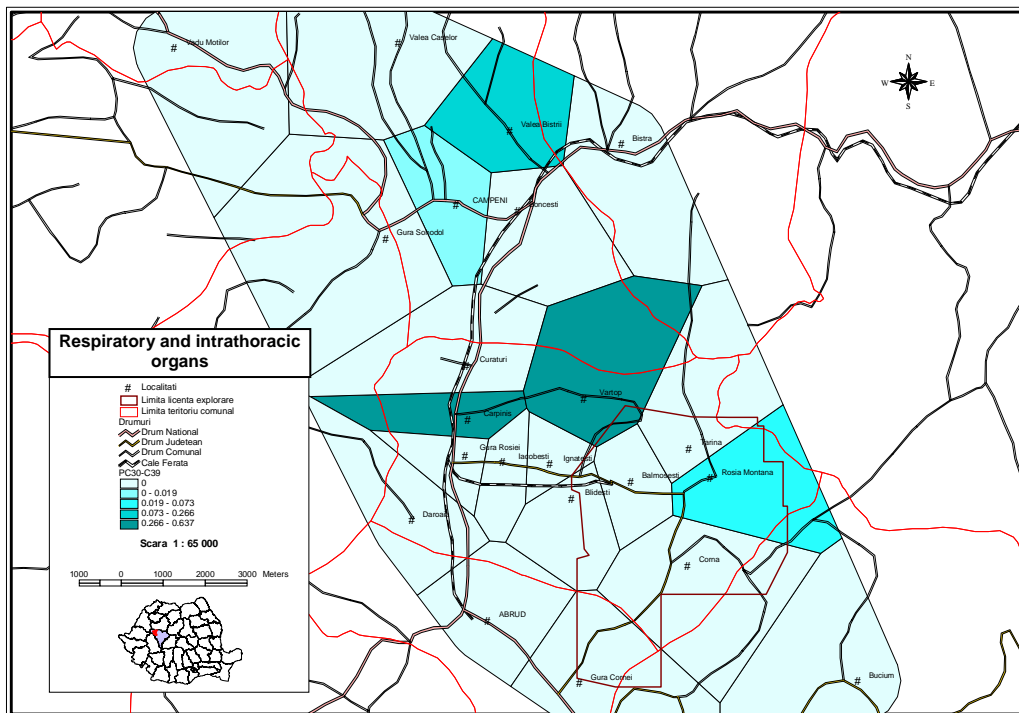 Vadu Motilor
Valea Caselor
N
W
E
S
Valea Bistrii
Bistra
CAMPENI
Boncesti
Gura Sohodol
Respiratory and intrathoracic
organs
# Localitati
Limita licenta explorare
Limita teritoriu comunal
Drumuri
Drum National
Drum Judetean
Drum Comunal
Cale Ferata
PC30-C39
0
0 - 0.019
0.019 - 0.073
0.073 - 0.266
0.266 - 0.637
Scara 1 : 65 000
1000 0 1000 2000 3000 Meters
Curaturi
Vartop
Carpinis
Gura Rosiei
Iacobesti
Ignatesti
Tarina
Balmosesti
Rosia Montana
Blidesti
Daroaia
Corna
ABRUD
Gura Cornei
Bucium